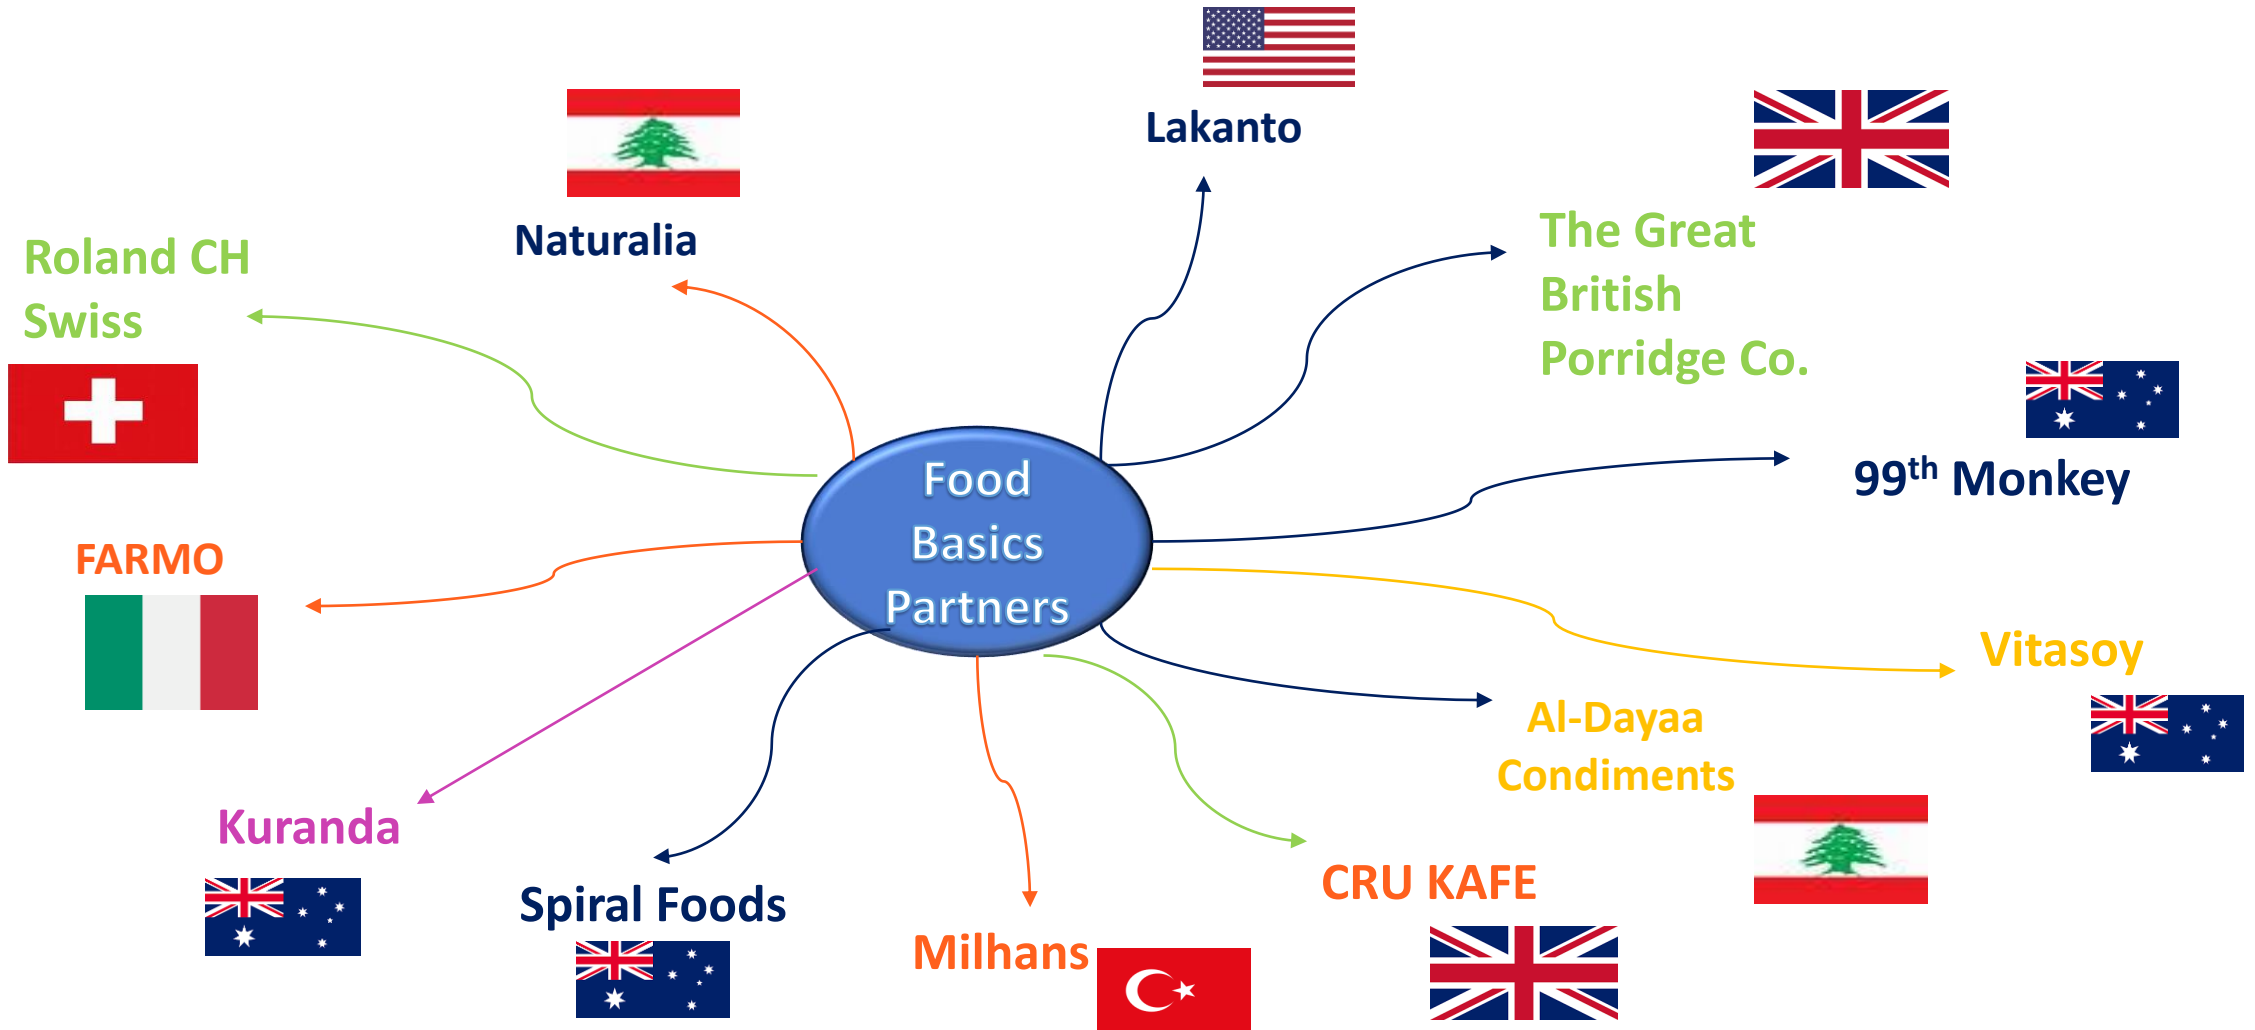 Lakanto
The Great
British
Porridge Co.
Naturalia
Roland CH
Swiss
99th Monkey
Food
Basics
Partners
FARMO
Vitasoy
Al-Dayaa
Condiments
Kuranda
CRU KAFE
Spiral Foods
Milhans